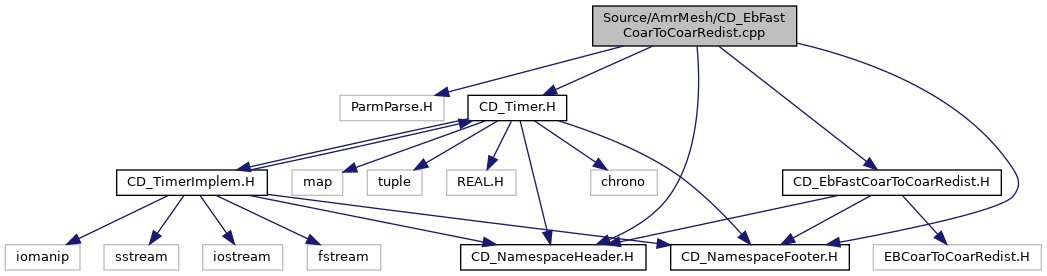 Source/AmrMesh/CD_EbFast
CoarToCoarRedist.cpp
ParmParse.H
CD_Timer.H
CD_TimerImplem.H
map
tuple
REAL.H
chrono
CD_EbFastCoarToCoarRedist.H
iomanip
sstream
iostream
fstream
CD_NamespaceHeader.H
CD_NamespaceFooter.H
EBCoarToCoarRedist.H